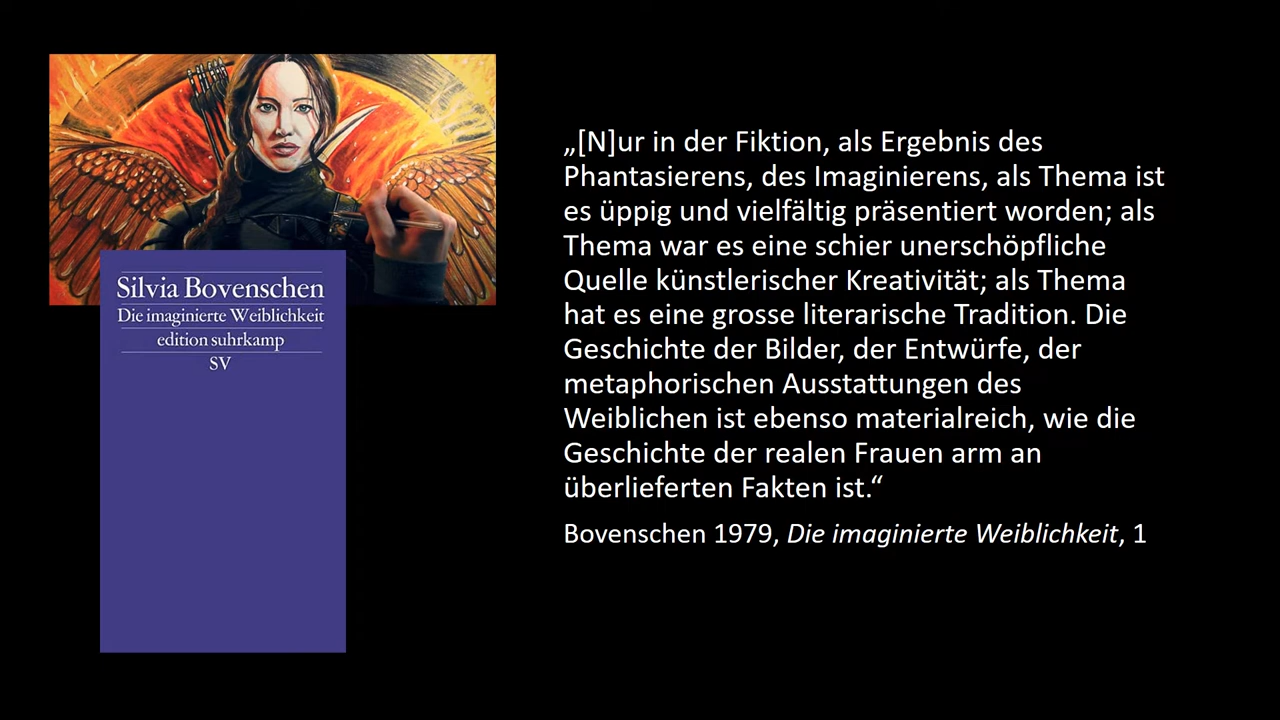 Silvia Bovenschen
Die imaginierte Weiblichkeit
edition suhrkamp
SV
„[N]ur in der Fiktion, als Ergebnis des
Phantasierens, des Imaginierens, als Thema ist
es üppig und vielfältig präsentiert worden; als
Thema war es eine schier unerschöpfliche
Quelle künstlerischer Kreativität; als Thema
hat es eine grosse literarische Tradition. Die
Geschichte der Bilder, der Entwürfe, der
metaphorischen Ausstattungen des
Weiblichen ist ebenso materialreich, wie die
Geschichte der realen Frauen arm an
überlieferten Fakten ist.“
Bovenschen 1979, Die imaginierte Weiblichkeit, 1